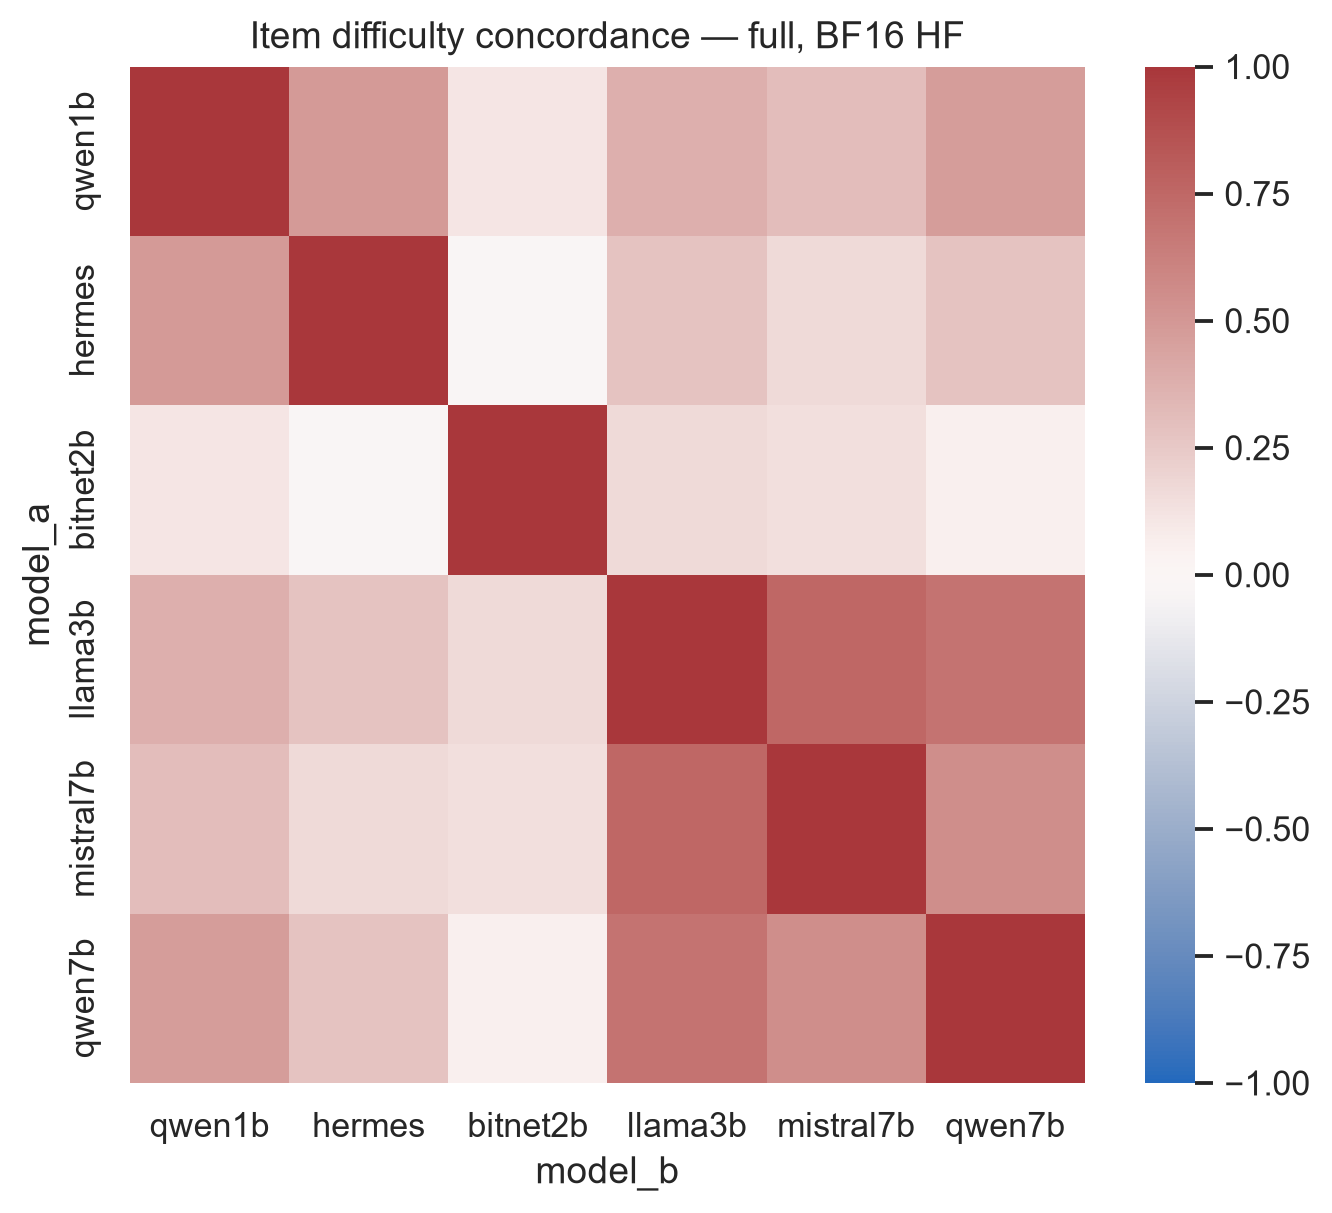 Item difficulty concordance — full, BF16 HF
model_a
qwen1b
hermes
bitnet2b
llama3b
mistral7b
qwen7b
qwen1b hermes bitnet2b llama3b mistral7b qwen7b
model_b
1.00
0.75
0.50
0.25
0.00
−0.25
−0.50
−0.75
−1.00